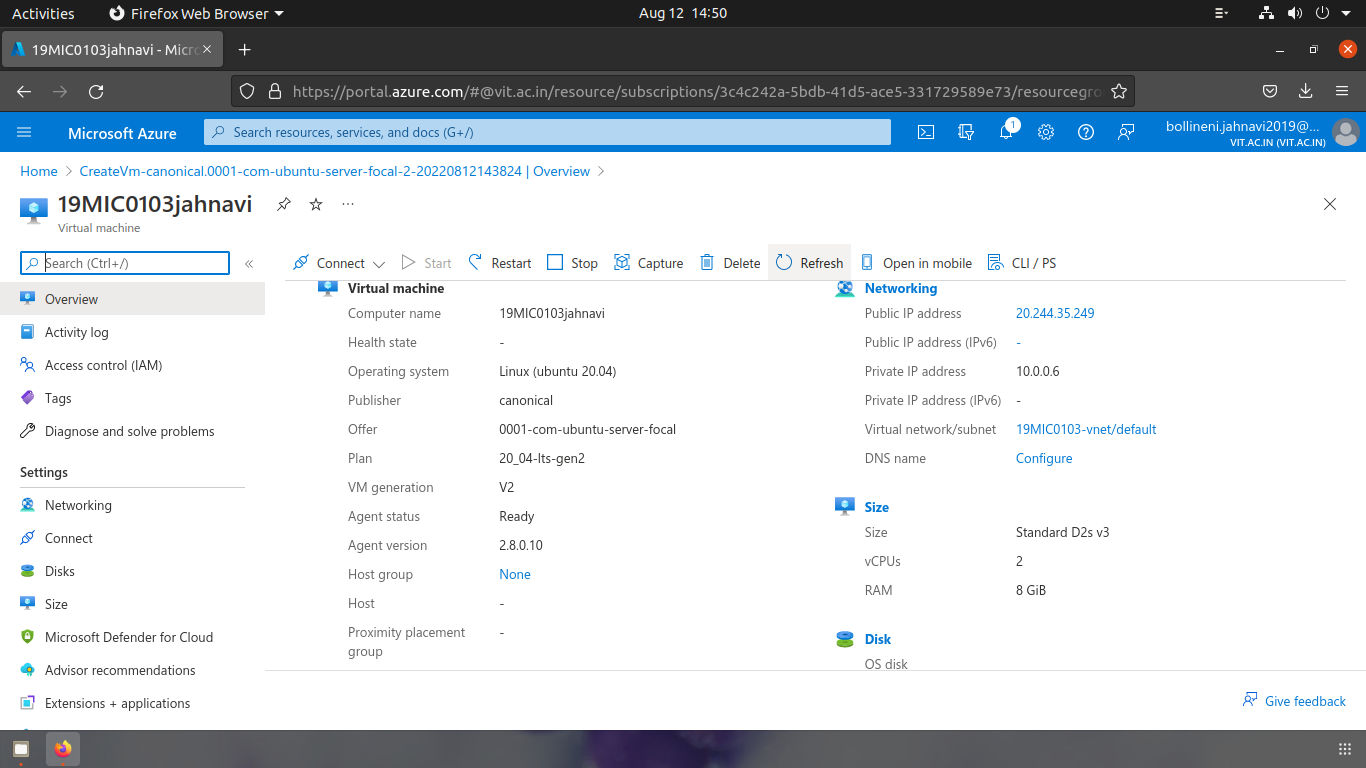 Activities
Firefox Web Browser
Aug 12 14:50
19MIC0103jahnavi - Micro
https://portal.azure.com/#@vit.ac.in/resource/subscriptions/3c4c242a-5bdb-41d5-ace5-331729589e73/resourcegro
Microsoft Azure
Search resources, services, and docs (G+/)
1
bollineni.jahnavi2019@...
VIT.AC.IN (VIT.AC.IN)
Home > CreateVm-canonical.0001-com-ubuntu-server-focal-2-20220812143824 | Overview >
19MIC0103jahnavi
...
Virtual machine
Search (Ctrl+/)
«
Connect
Start
Restart
Stop
Capture
Delete
Refresh
Open in mobile
CLI / PS
Overview
Activity log
Access control (IAM)
Tags
Diagnose and solve problems
Settings
Networking
Connect
Disks
Size
Microsoft Defender for Cloud
Advisor recommendations
Extensions + applications
Virtual machine
Computer name 19MIC0103jahnavi
Health state -
Operating system Linux (ubuntu 20.04)
Publisher canonical
Offer 0001-com-ubuntu-server-focal
Plan 20_04-lts-gen2
VM generation V2
Agent status Ready
Agent version 2.8.0.10
Host group None
Host -
Proximity placement -
group
Networking
Public IP address 20.244.35.249
Public IP address (IPv6) -
Private IP address 10.0.0.6
Private IP address (IPv6) -
Virtual network/subnet 19MIC0103-vnet/default
DNS name Configure
Size
Size Standard D2s v3
vCPUs 2
RAM 8 GiB
Disk
OS disk
Give feedback